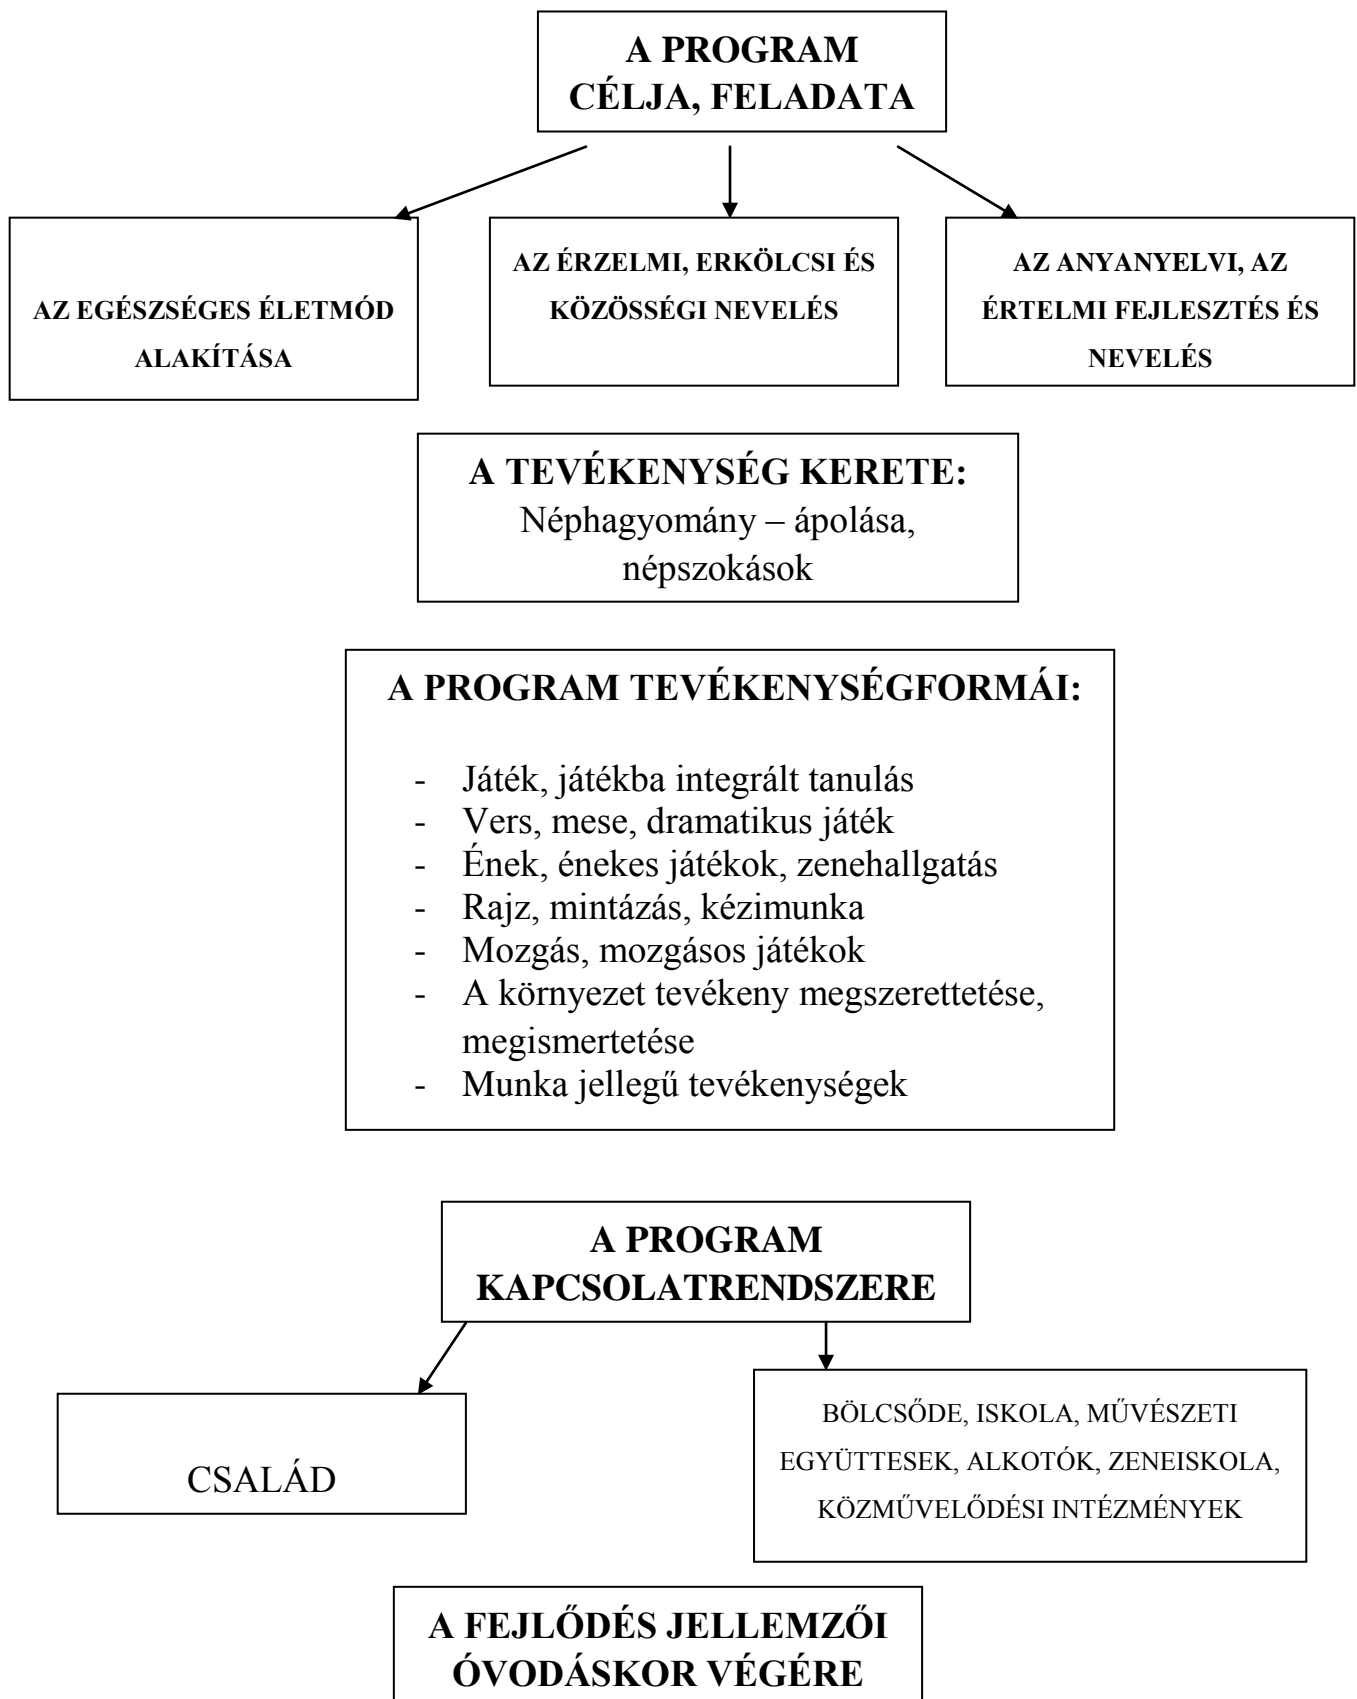 A PROGRAM
CÉLJA, FELADATA
AZ EGÉSZSÉGES ÉLETMÓD
ALAKÍTÁSA
AZ ÉRZELMI, ERKÖLCSI ÉS
KÖZÖSSÉGI NEVELÉS
AZ ANYANYELVI, AZ
ÉRTELMI FEJLESZTÉS ÉS
NEVELÉS
A TEVÉKENYSÉG KERETE:
Néphagyomány – ápolása,
népszokások
A PROGRAM TEVÉKENYSÉGFORMÁI:
- Játék, játékba integrált tanulás
- Vers, mese, dramatikus játék
- Ének, énekes játékok, zenehallgatás
- Rajz, mintázás, kézimunka
- Mozgás, mozgásos játékok
- A környezet tevékeny megszerettetése,
megismertetése
- Munka jellegű tevékenységek
A PROGRAM
KAPCSOLATRENDSZERE
CSALÁD
BÖLCSŐDE, ISKOLA, MŰVÉSZETI
EGYÜTTESEK, ALKOTÓK, ZENEISKOLA,
KÖZMŰVELŐDÉSI INTÉZMÉNYEK
A FEJLŐDÉS JELLEMZŐI
ÓVODÁSKOR VÉGÉRE